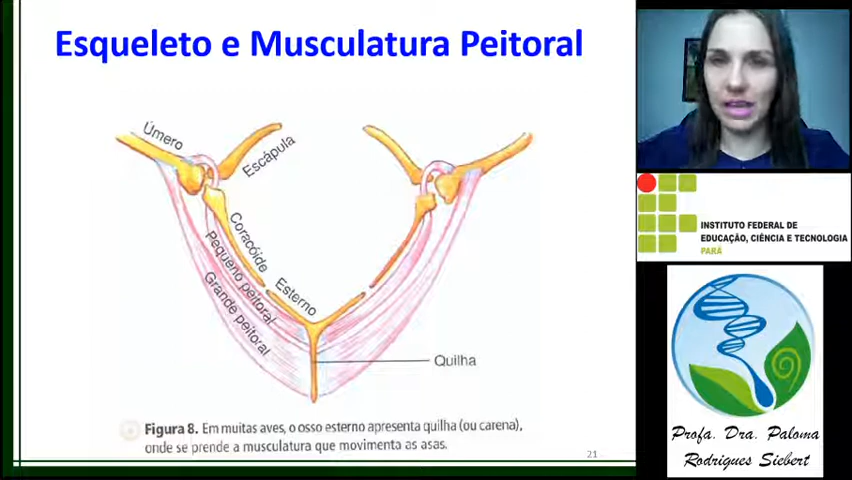 Esqueleto e Musculatura Peitoral
Úmero
Escápula
Coracóide
Pequeno peitoral
Esterno
Grande peitoral
Quilha
Figura 8. Em muitas aves, o osso esterno apresenta quilha (ou carena),
onde se prende a musculatura que movimenta as asas.
21
INSTITUTO FEDERAL DE
EDUCAÇÃO, CIÊNCIA E TECNOLOGIA
PARÁ
Profa. Dra. Paloma
Rodrigues Siebert